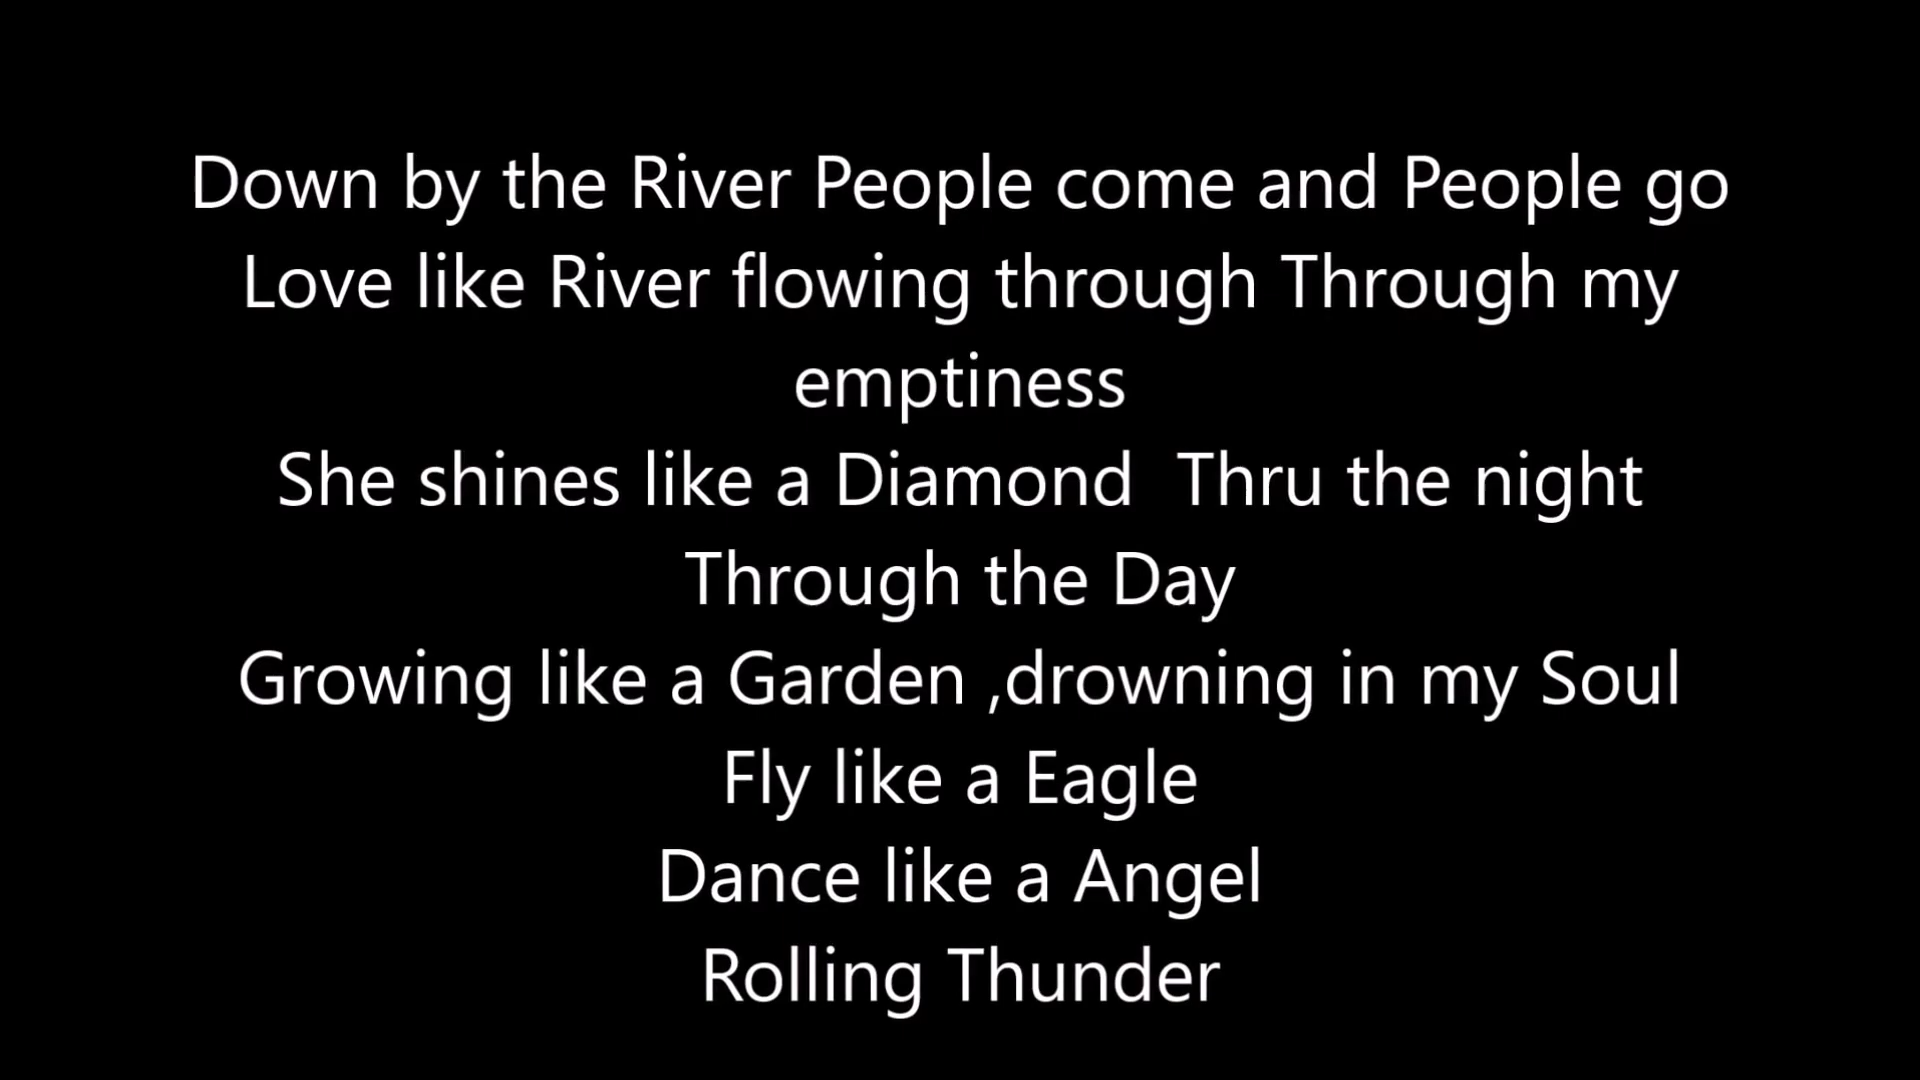 Down by the River People come and People go
Love like River flowing through Through my
emptiness
She shines like a Diamond  Thru the night
Through the Day
Growing like a Garden ,drowning in my Soul
Fly like a Eagle
Dance like a Angel
Rolling Thunder